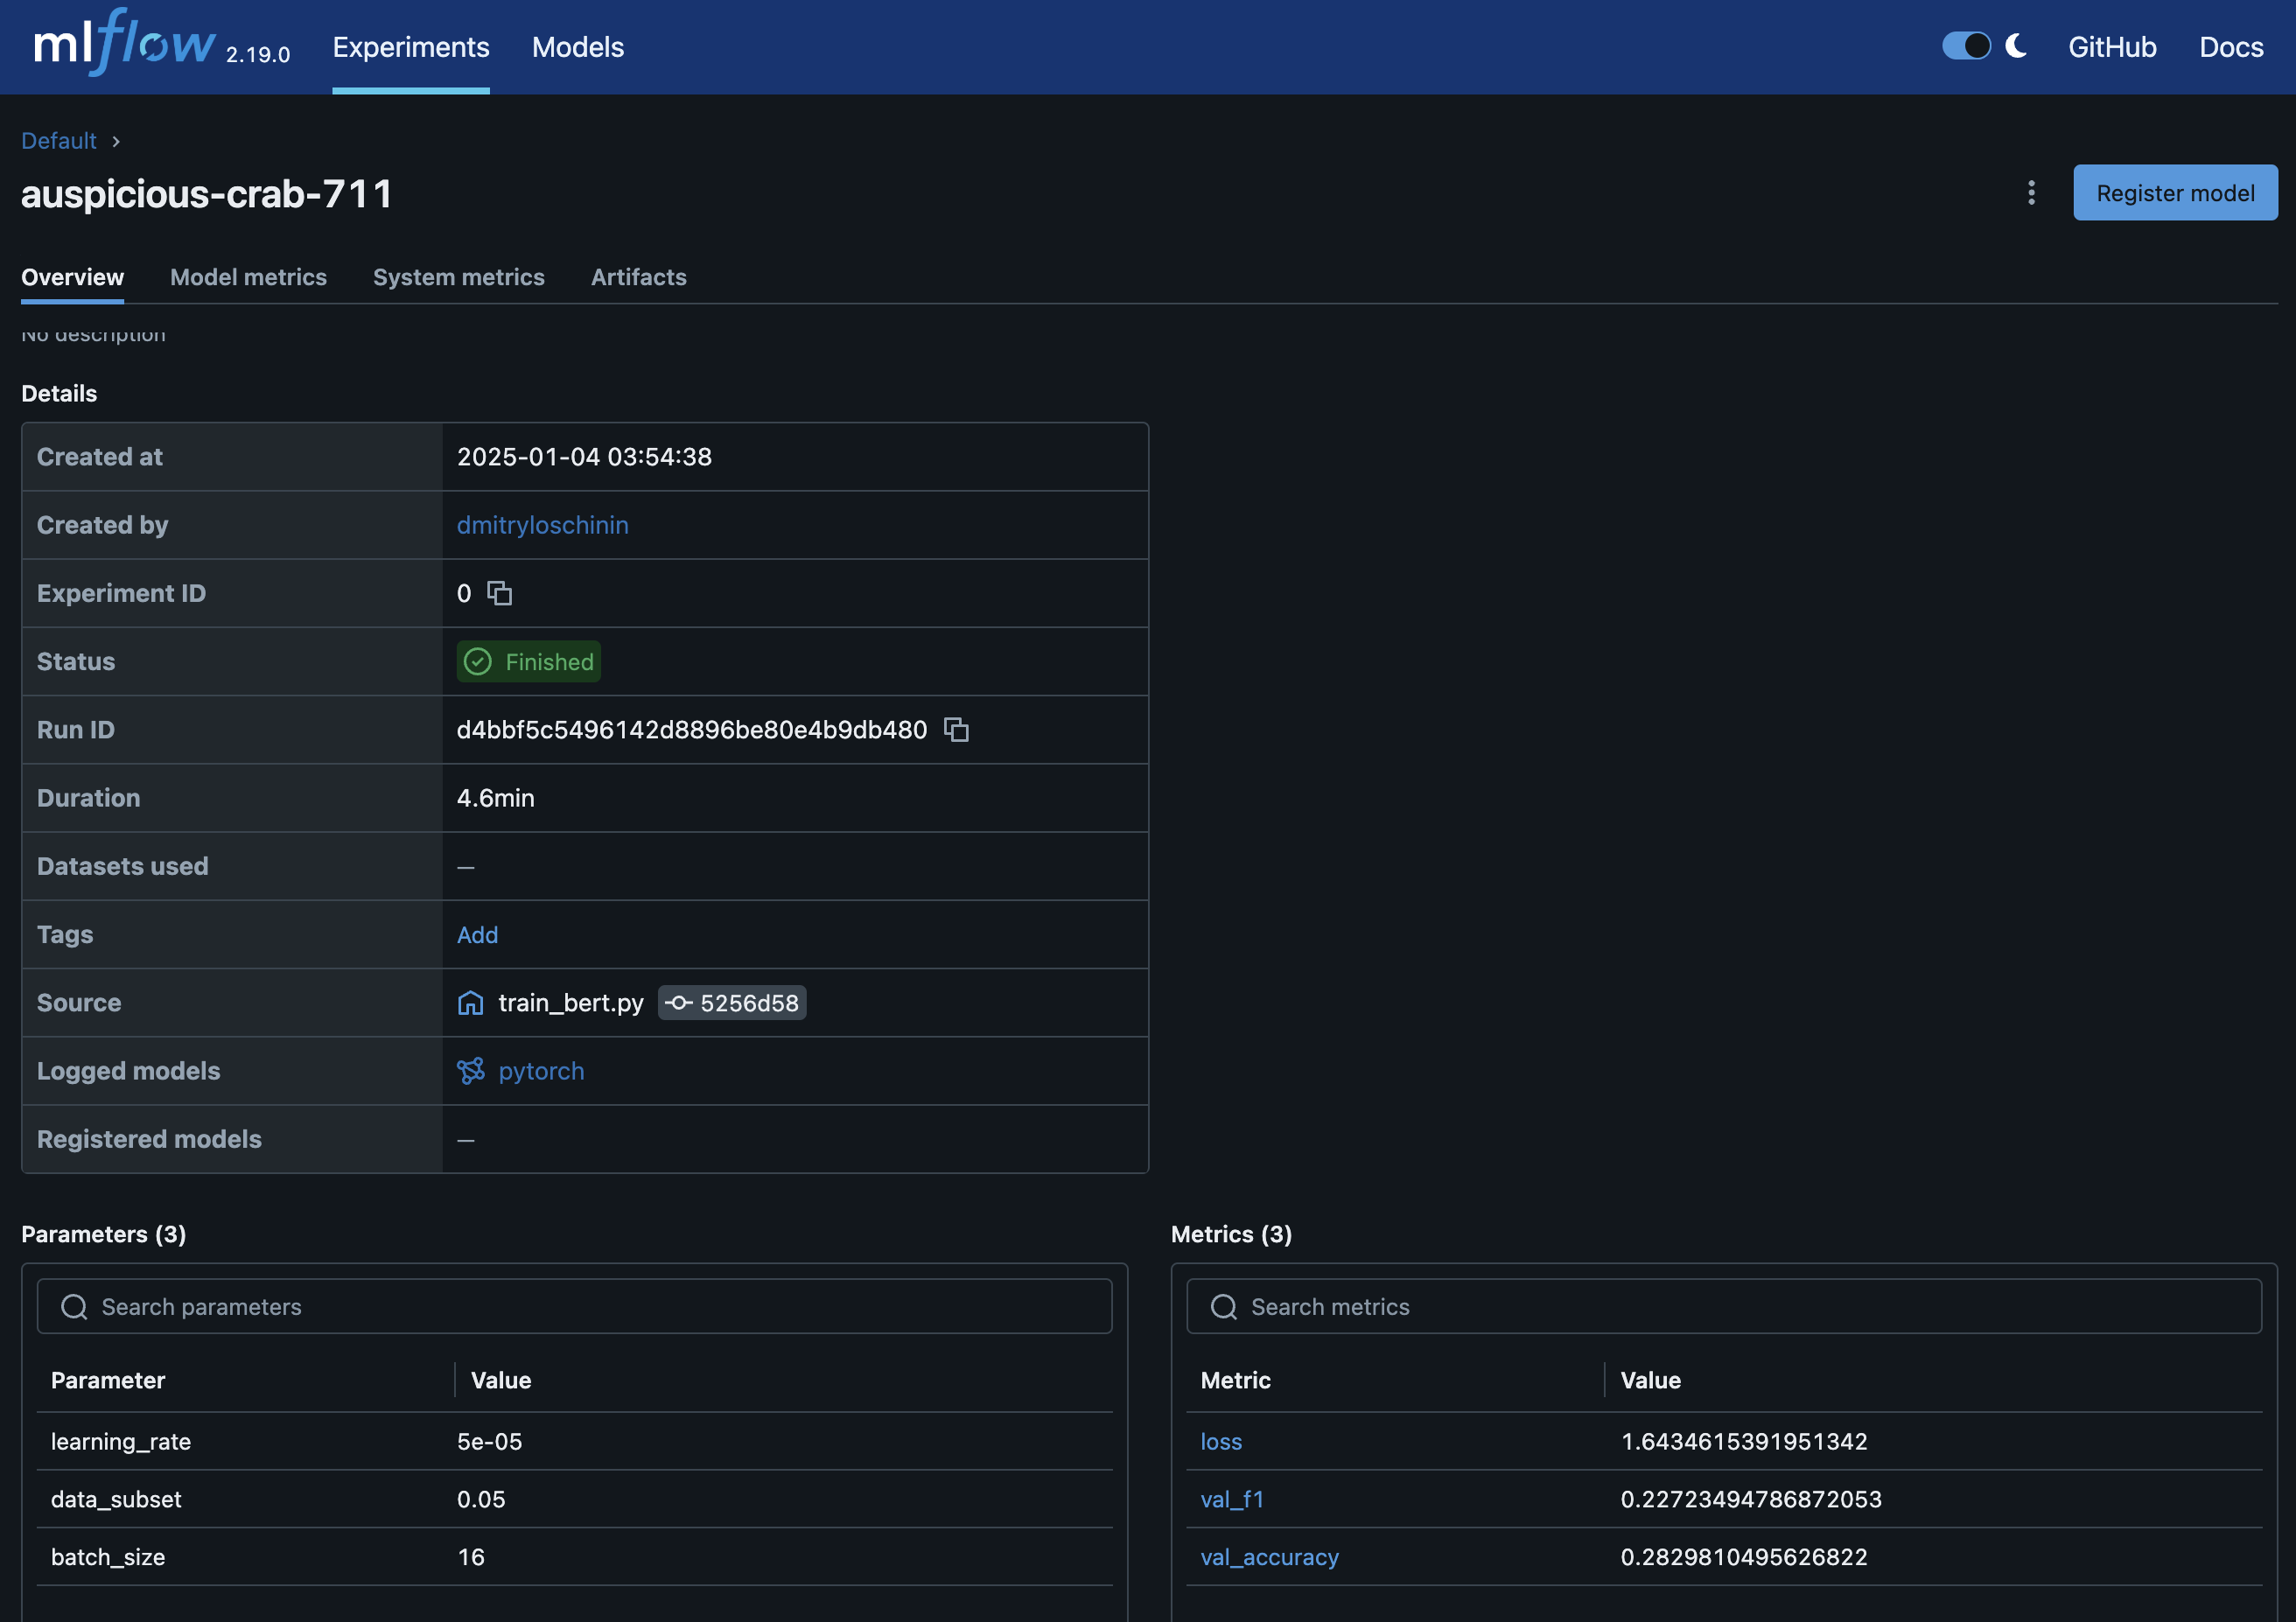 mlflow 2.19.0 Experiments Models GitHub Docs
Default ›
auspicious-crab-711
Register model
Overview Model metrics System metrics Artifacts
No description
Details
Created at 2025-01-04 03:54:38
Created by dmitryloschinin
Experiment ID 0
Status Finished
Run ID d4bbf5c5496142d8896be80e4b9db480
Duration 4.6min
Datasets used —
Tags Add
Source train_bert.py 5256d58
Logged models pytorch
Registered models —
Parameters (3)
Search parameters
Parameter Value
learning_rate 5e-05
data_subset 0.05
batch_size 16
Metrics (3)
Search metrics
Metric Value
loss 1.6434615391951342
val_f1 0.22723494786872053
val_accuracy 0.2829810495626822